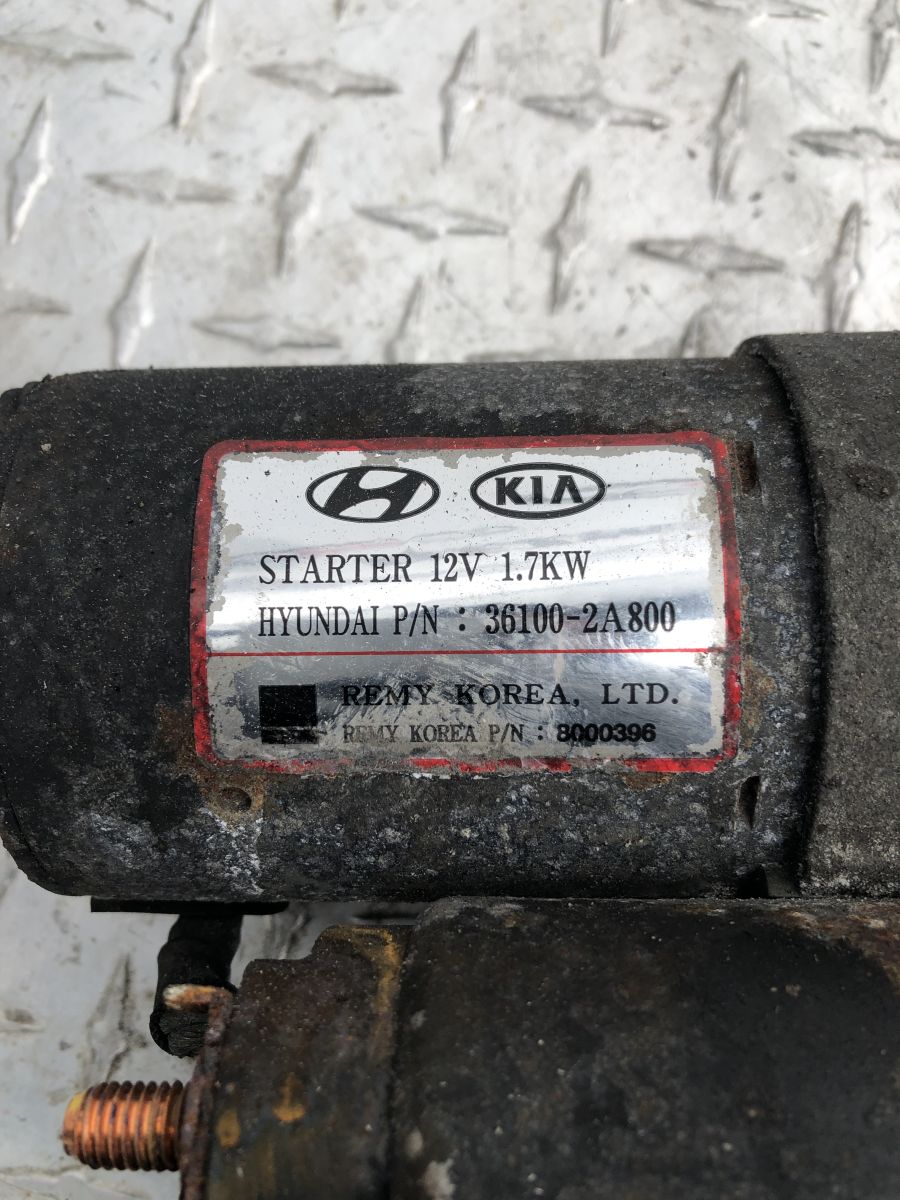 KIA
STARTER 12V 1.7KW
HYUNDAI P/N : 36100-2A800
REMY KOREA, LTD.
REMY KOREA P/N : 8000396